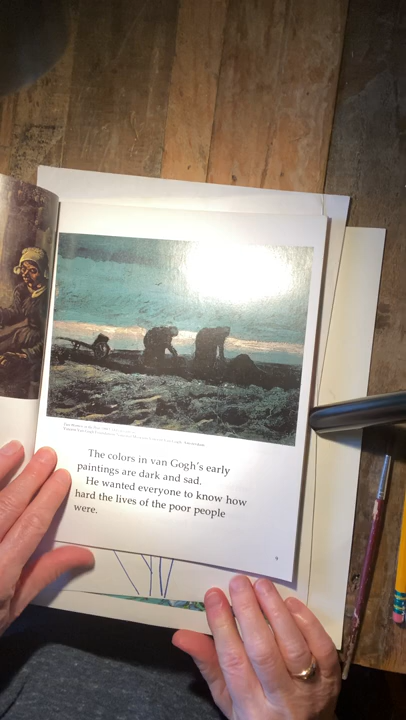 The colors in van Gogh's early
paintings are dark and sad.
He wanted everyone to know how
hard the lives of the poor people
were.
9